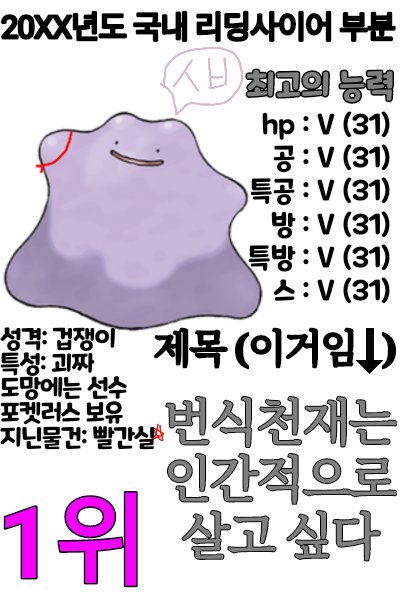 20XX년도 국내 리딩사이어 부분
시브
최고의 능력
hp : V (31)
공 : V (31)
특공 : V (31)
방 : V (31)
특방 : V (31)
스 : V (31)
성격: 겁쟁이
특성: 괴짜
도망에는 선수
포켓러스 보유
지닌물건: 빨간실
제목 (이거임↓)
번식천재는
인간적으로
살고 싶다
1위